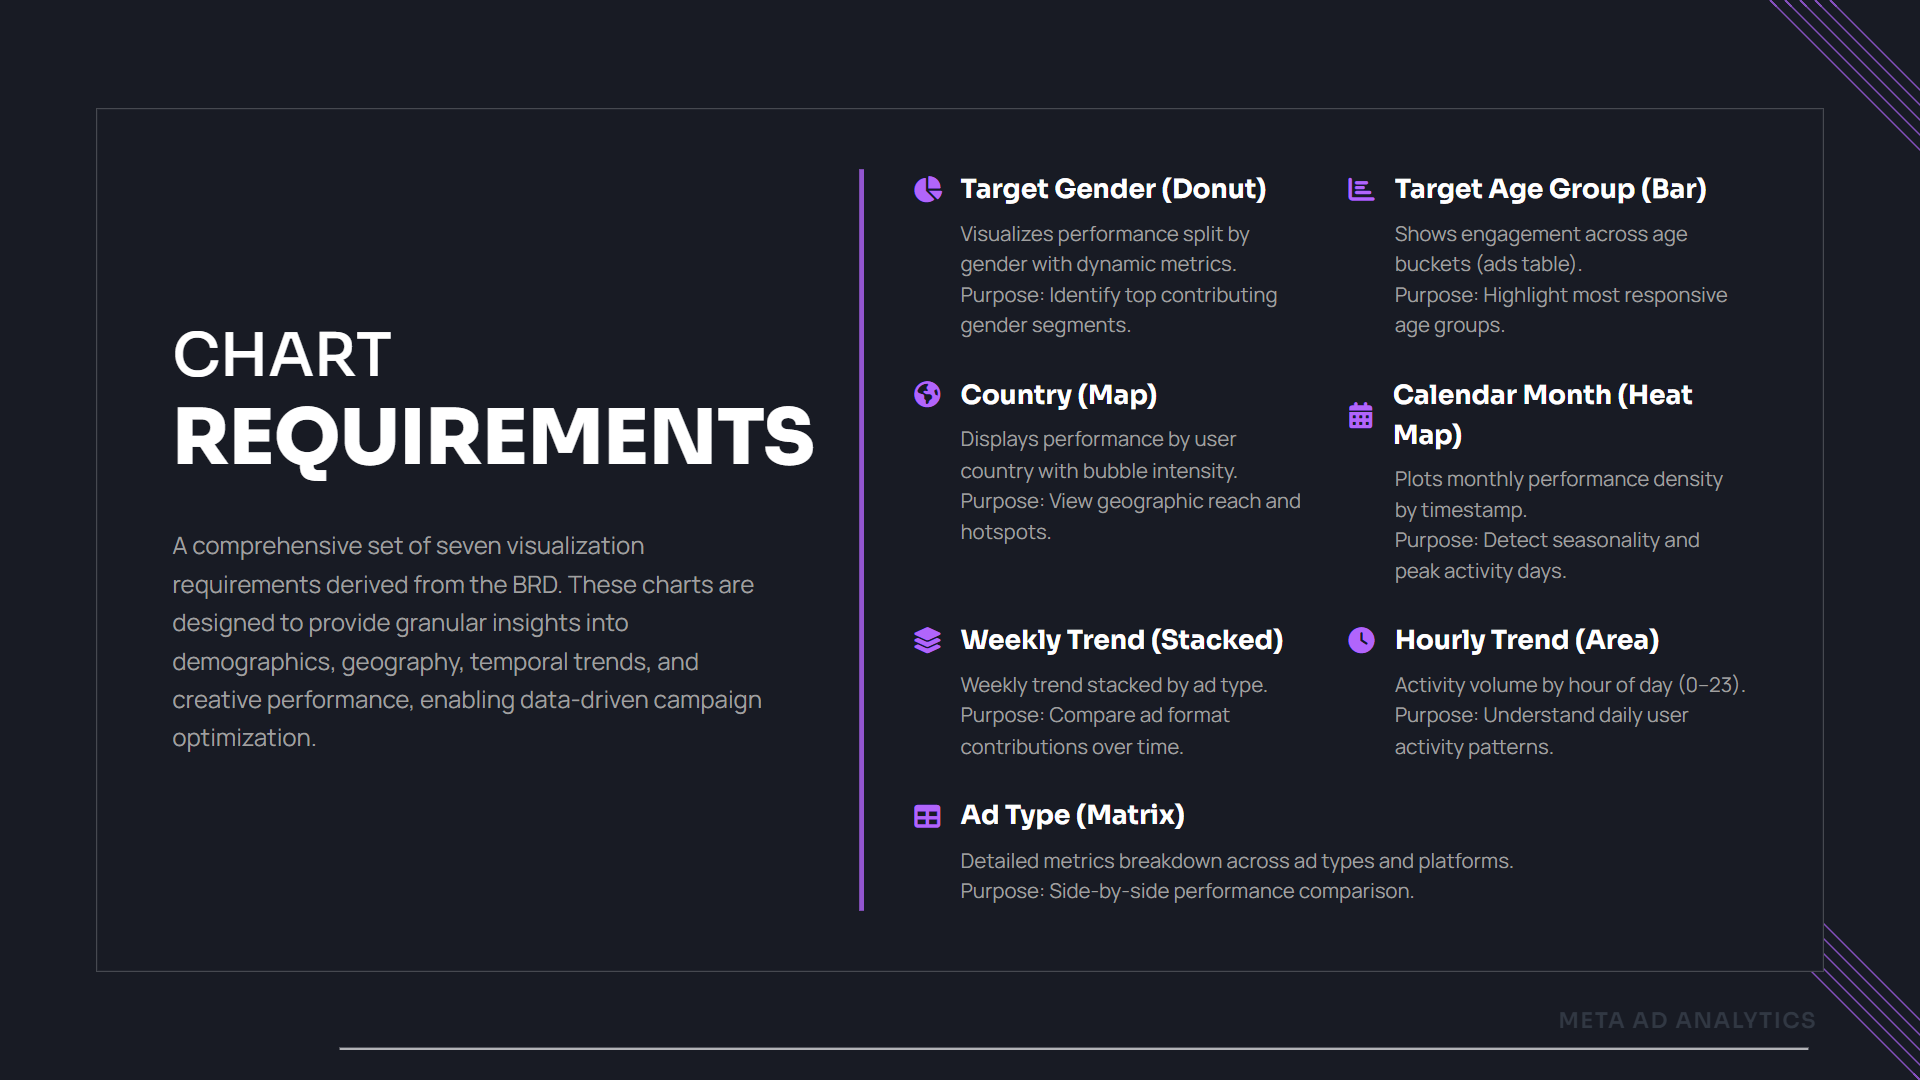 CHART
REQUIREMENTS
A comprehensive set of seven visualization
requirements derived from the BRD. These charts are
designed to provide granular insights into
demographics, geography, temporal trends, and
creative performance, enabling data-driven campaign
optimization.
Target Gender (Donut)
Visualizes performance split by
gender with dynamic metrics.
Purpose: Identify top contributing
gender segments.
Target Age Group (Bar)
Shows engagement across age
buckets (ads table).
Purpose: Highlight most responsive
age groups.
Country (Map)
Displays performance by user
country with bubble intensity.
Purpose: View geographic reach and
hotspots.
Calendar Month (Heat
Map)
Plots monthly performance density
by timestamp.
Purpose: Detect seasonality and
peak activity days.
Weekly Trend (Stacked)
Weekly trend stacked by ad type.
Purpose: Compare ad format
contributions over time.
Hourly Trend (Area)
Activity volume by hour of day (0–23).
Purpose: Understand daily user
activity patterns.
Ad Type (Matrix)
Detailed metrics breakdown across ad types and platforms.
Purpose: Side-by-side performance comparison.
META AD ANALYTICS